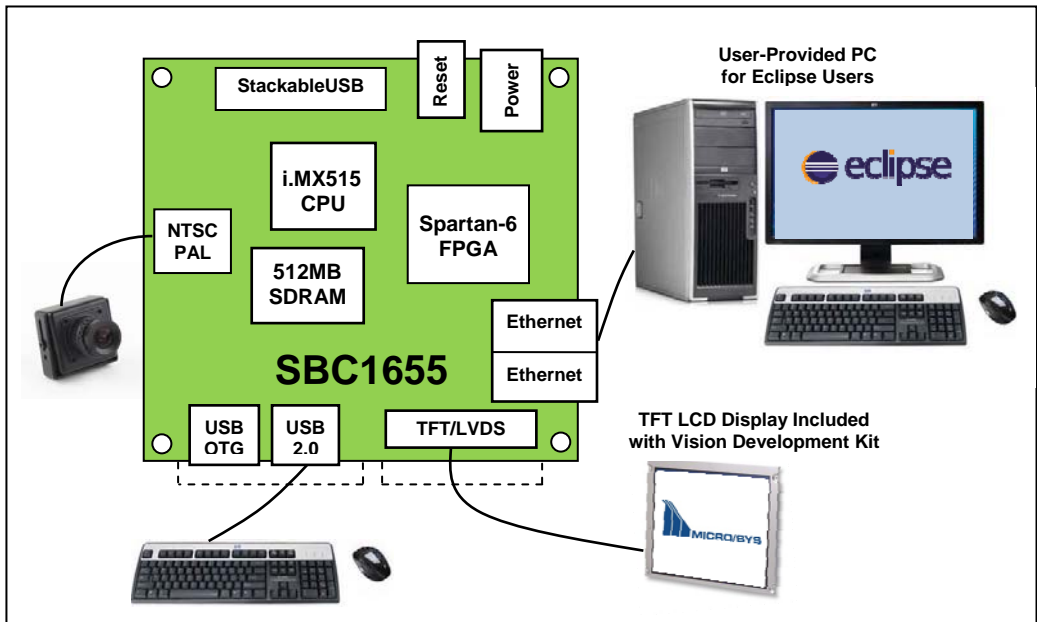 StackableUSB
Reset
Power
User-Provided PC
for Eclipse Users
eclipse
i.MX515
CPU
Spartan-6
FPGA
NTSC
PAL
512MB
SDRAM
Ethernet
Ethernet
SBC1655
USB
OTG
USB
2.0
TFT/LVDS
TFT LCD Display Included
with Vision Development Kit
MICRO/SYS